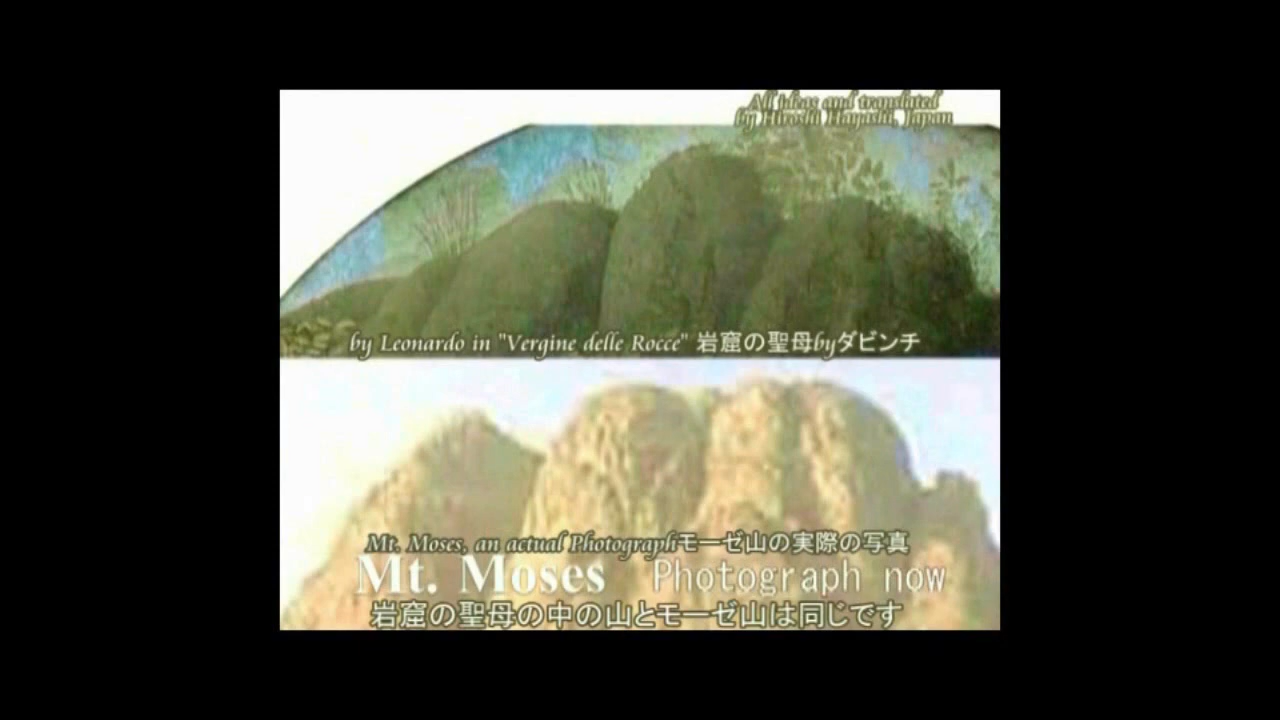 All ideas and translated
by Hiroshi Hayashi, Japan
by Leonardo in "Vergine delle Rocce" 岩窟の聖母byダビンチ
Mt. Moses, an actual Photographモーゼ山の実際の写真
Mt. Moses Photograph now
岩窟の聖母の中の山とモーゼ山は同じです